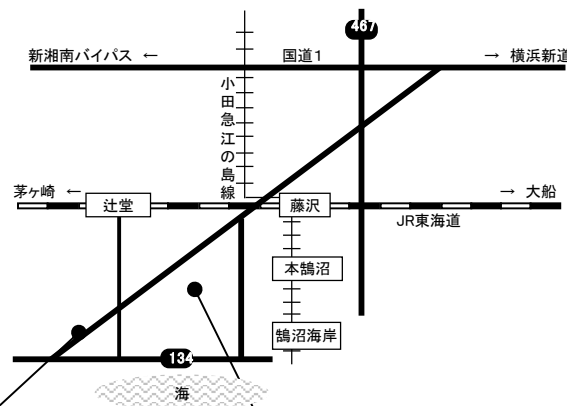 467
新湘南バイパス ←
国道1
→ 横浜新道
小田急江の島線
茅ヶ崎 ←
辻堂
藤沢
→ 大船
JR東海道
本鵠沼
鵠沼海岸
134
海